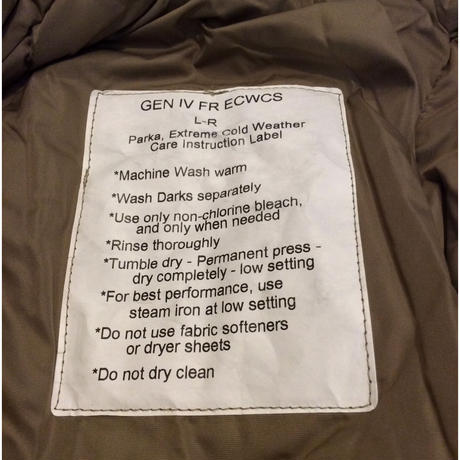 GEN IV FR ECWCS
L-R
Parka, Extreme Cold Weather
Care Instruction Label
*Machine Wash warm
*Wash Darks separately
*Use only non-chlorine bleach,
and only when needed
*Rinse thoroughly
*Tumble dry - Permanent press -
dry completely - low setting
*For best performance, use
steam iron at low setting
*Do not use fabric softeners
or dryer sheets
*Do not dry clean